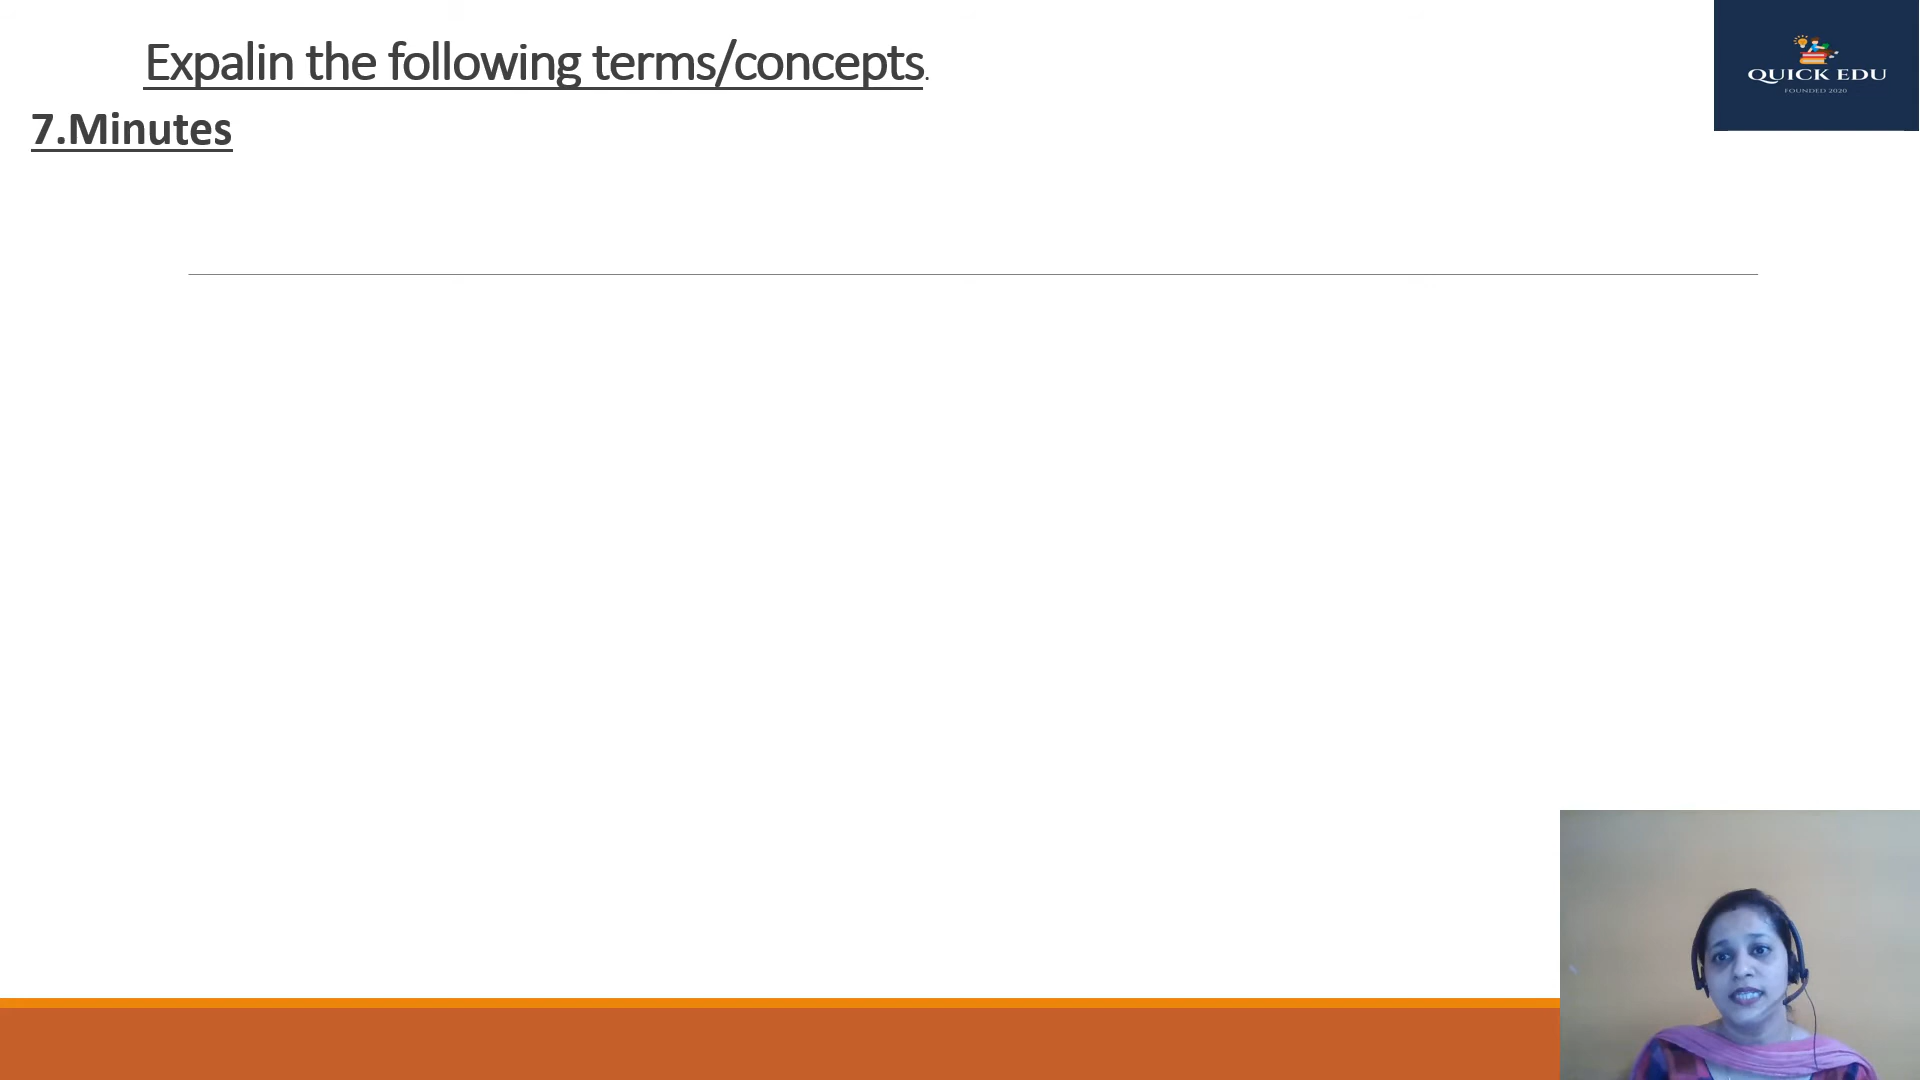 Expalin the following terms/concepts.
7.Minutes
QUICK EDU
FOUNDED 2020